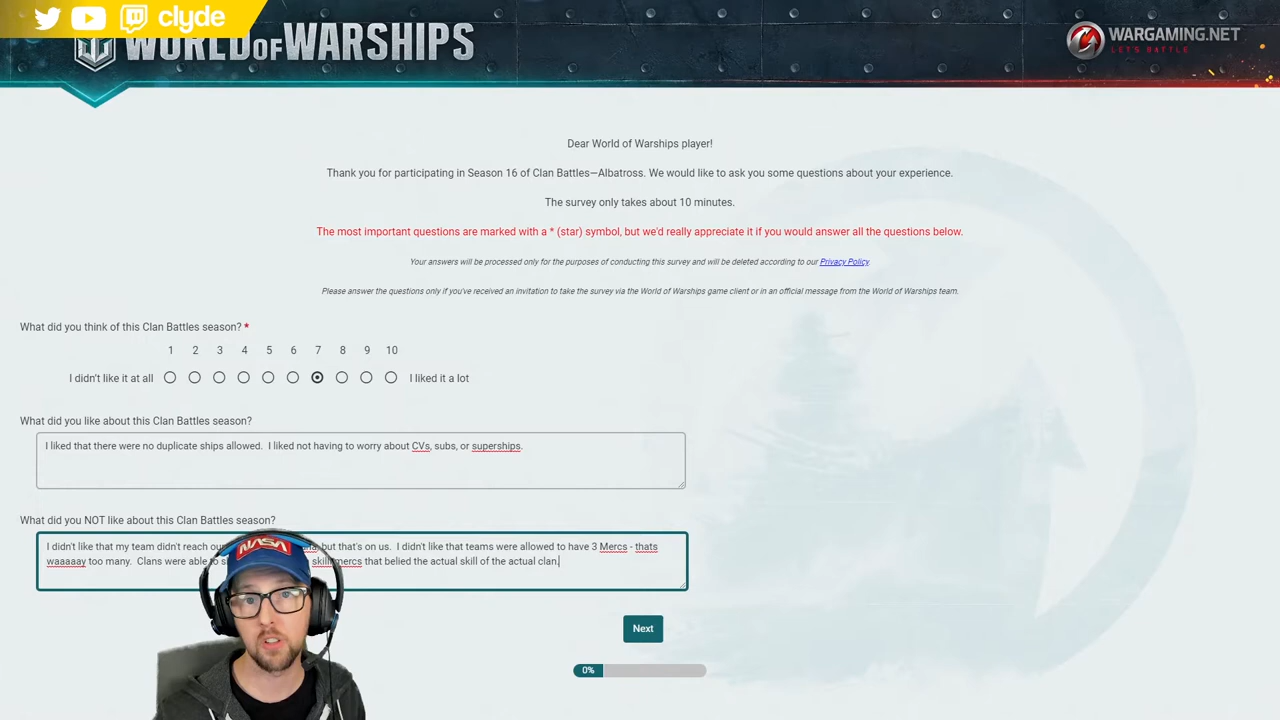 clyde
WORLD OF WARSHIPS
WARGAMING.NET
LET'S BATTLE
Dear World of Warships player!
Thank you for participating in Season 16 of Clan Battles—Albatross. We would like to ask you some questions about your experience.
The survey only takes about 10 minutes.
The most important questions are marked with a * (star) symbol, but we'd really appreciate it if you would answer all the questions below.
Your answers will be processed only for the purposes of conducting this survey and will be deleted according to our Privacy Policy.
Please answer the questions only if you've received an invitation to take the survey via the World of Warships game client or in an official message from the World of Warships team.
What did you think of this Clan Battles season? *
1 2 3 4 5 6 7 8 9 10
I didn't like it at all I liked it a lot
What did you like about this Clan Battles season?
I liked that there were no duplicate ships allowed. I liked not having to worry about CVs, subs, or superships.
What did you NOT like about this Clan Battles season?
I didn't like that my team didn't reach our but that's on us. I didn't like that teams were allowed to have 3 Mercs - thats
waaaaay too many. Clans were able to skill mercs that belied the actual skill of the actual clan.
NASA
Next
0%